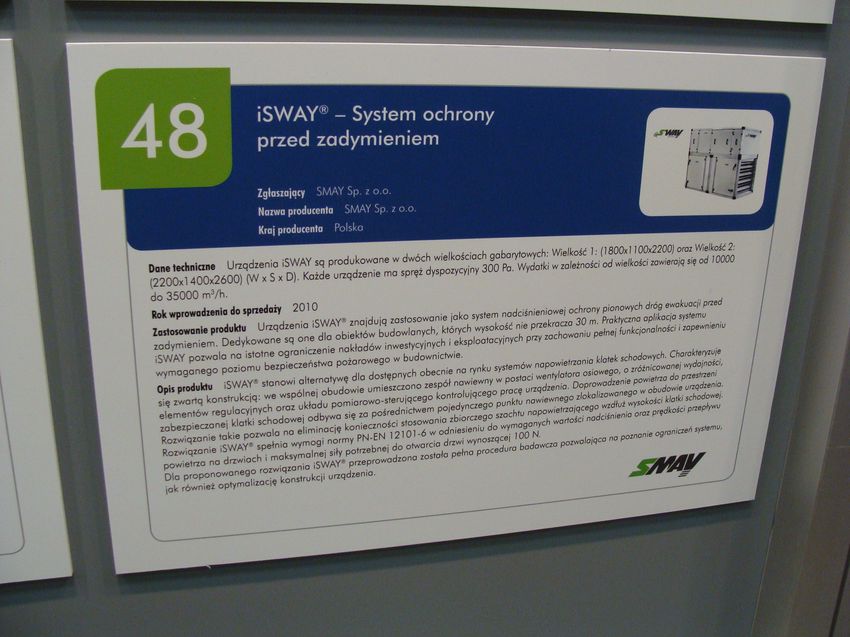 48
iSWAY® – System ochrony
przed zadymieniem
Zgłaszający SMAY Sp. z o.o.
Nazwa producenta SMAY Sp. z o.o.
Kraj producenta Polska
SWAY
Dane techniczne Urządzenia iSWAY są produkowane w dwóch wielkościach gabarytowych: Wielkość 1: (1800x1100x2200) oraz Wielkość 2:
(2200x1400x2600) (W x S x D). Każde urządzenie ma spręż dyspozycyjny 300 Pa. Wydatki w zależności od wielkości zawierają się od 10000
do 35000 m³/h.
Rok wprowadzenia do sprzedaży 2010
Zastosowanie produktu Urządzenia iSWAY® znajdują zastosowanie jako system nadciśnieniowej ochrony pionowych dróg ewakuacji przed
zadymieniem. Dedykowane są one dla obiektów budowlanych, których wysokość nie przekracza 30 m. Praktyczna aplikacja systemu
iSWAY pozwala na istotne ograniczenie nakładów inwestycyjnych i eksploatacyjnych przy zachowaniu pełnej funkcjonalności i zapewnieniu
wymaganego poziomu bezpieczeństwa pożarowego w budownictwie.
Opis produktu iSWAY® stanowi alternatywę dla dostępnych obecnie na rynku systemów napowietrzania klatek schodowych. Charakteryzuje
się zwartą konstrukcją: we wspólnej obudowie umieszczono zespół nawiewny w postaci wentylatora osiowego, o zróżnicowanej wydajności,
elementów regulacyjnych oraz układu pomiarowo-sterującego kontrolującego pracę urządzenia. Doprowadzenie powietrza do przestrzeni
zabezpieczanej klatki schodowej odbywa się za pośrednictwem pojedynczego punktu nawiewnego zlokalizowanego w obudowie urządzenia.
Rozwiązanie takie pozwala na eliminację konieczności stosowania zbiorczego szachtu napowietrzającego wzdłuż wysokości klatki schodowej.
Rozwiązanie iSWAY® spełnia wymogi normy PN-EN 12101-6 w odniesieniu do wymaganych wartości nadciśnienia oraz prędkości przepływu
powietrza na drzwiach i maksymalnej siły potrzebnej do otwarcia drzwi wynoszącej 100 N.
Dla proponowanego rozwiązania iSWAY® przeprowadzona została pełna procedura badawcza pozwalająca na poznanie ograniczeń systemu,
jak również optymalizację konstrukcji urządzenia.
SMAY